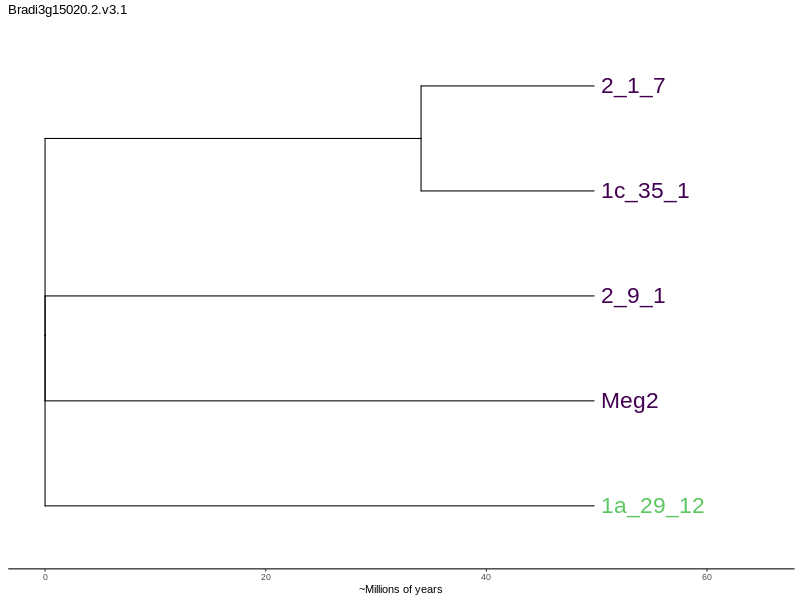 Bradi3g15020.2.v3.1
2_1_7
1c_35_1
2_9_1
Meg2
1a_29_12
0 20 40 60
~Millions of years